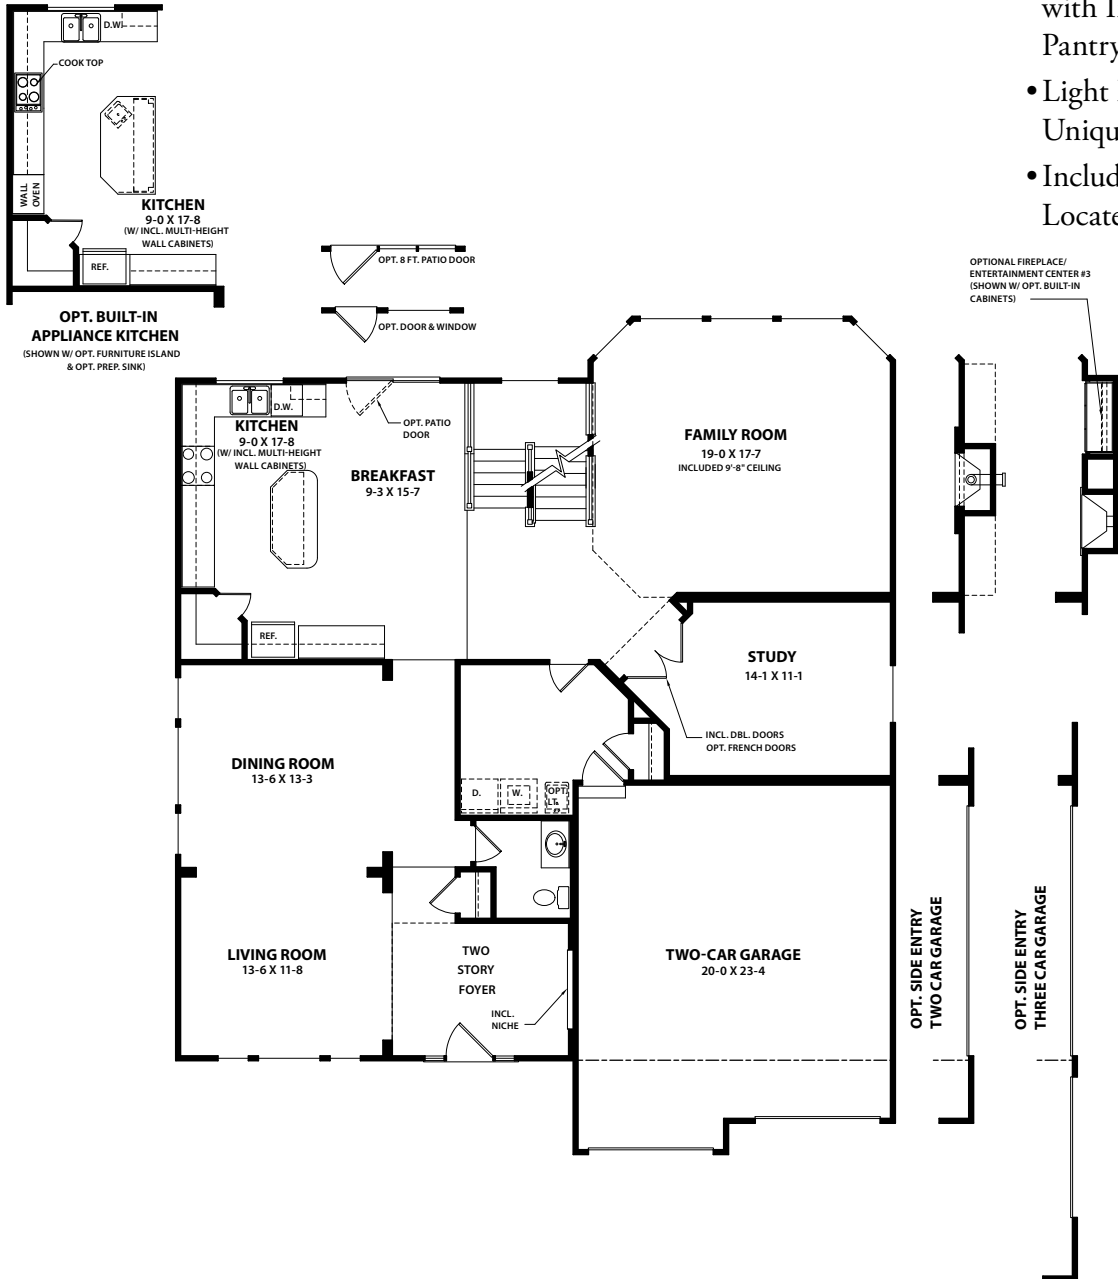 with I
Pantry
• Light
Uniqu
• Includ
Locate
D.W.
COOK TOP
WALL
OVEN
KITCHEN
9-0 X 17-8
(W/ INCL. MULTI-HEIGHT
WALL CABINETS)
REF.
OPT. BUILT-IN
APPLIANCE KITCHEN
(SHOWN W/ OPT. FURNITURE ISLAND
& OPT. PREP. SINK)
OPT. 8 FT. PATIO DOOR
OPT. DOOR & WINDOW
OPTIONAL FIREPLACE/
ENTERTAINMENT CENTER #3
(SHOWN W/ OPT. BUILT-IN
CABINETS)
D.W.
KITCHEN
9-0 X 17-8
(W/ INCL. MULTI-HEIGHT
WALL CABINETS)
OPT. PATIO
DOOR
BREAKFAST
9-3 X 15-7
FAMILY ROOM
19-0 X 17-7
INCLUDED 9'-8" CEILING
REF.
STUDY
14-1 X 11-1
INCL. DBL. DOORS
OPT. FRENCH DOORS
DINING ROOM
13-6 X 13-3
D.
W.
OPT.
LT.
LIVING ROOM
13-6 X 11-8
TWO
STORY
FOYER
INCL.
NICHE
TWO-CAR GARAGE
20-0 X 23-4
OPT. SIDE ENTRY
TWO CAR GARAGE
OPT. SIDE ENTRY
THREE CAR GARAGE